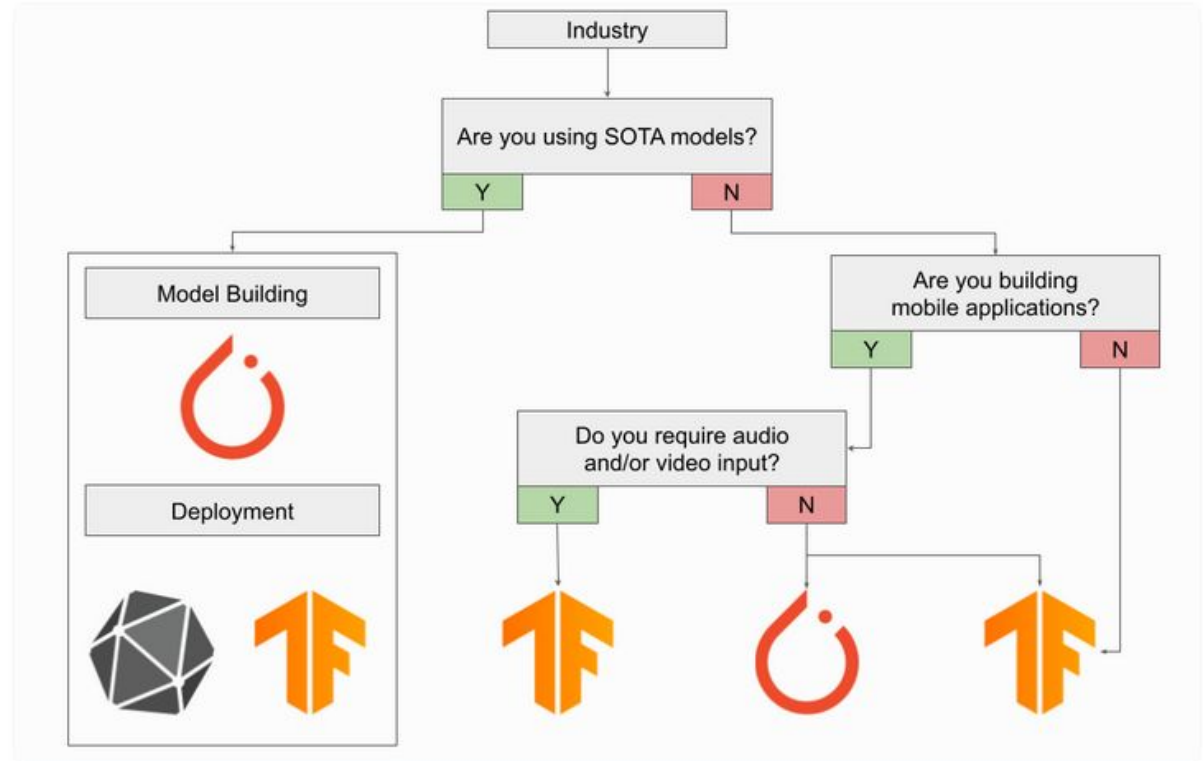 Industry
Are you using SOTA models?
Y
N
Model Building
Deployment
Are you building
mobile applications?
Y
N
Do you require audio
and/or video input?
Y
N